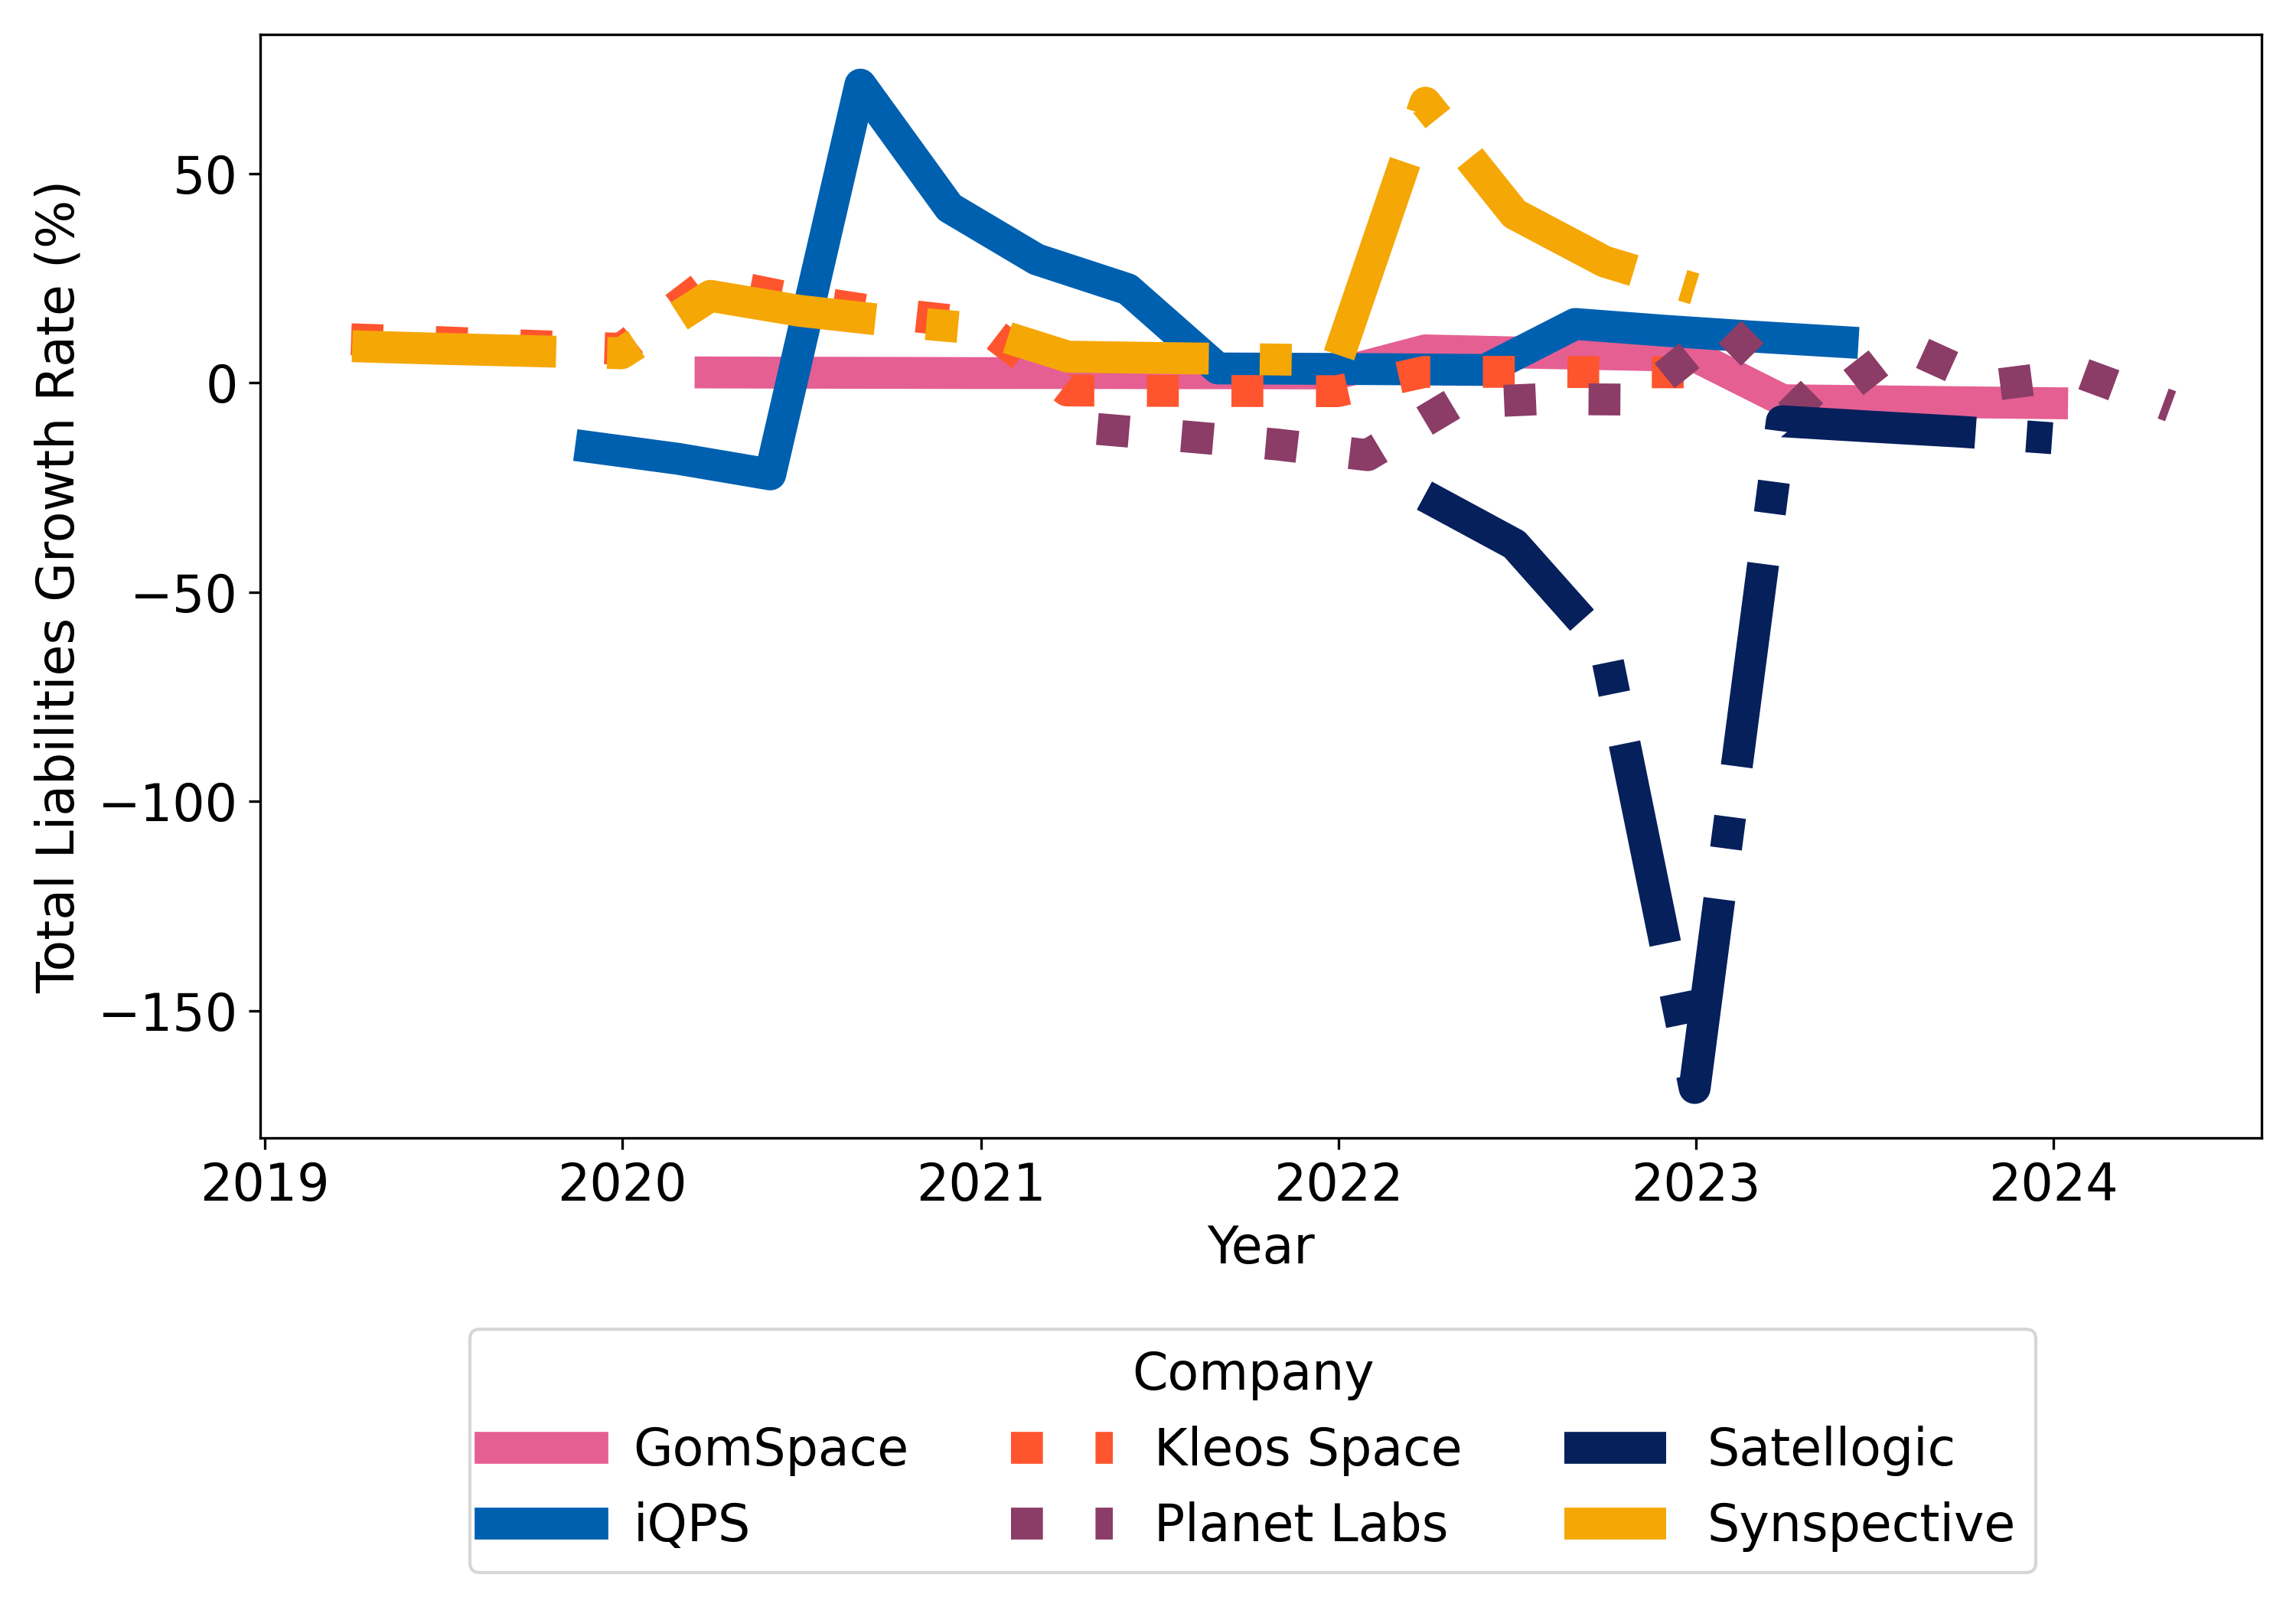 Total Liabilities Growth Rate (%)
50
0
−50
−100
−150
2019 2020 2021 2022 2023 2024
Year
Company
GomSpace Kleos Space Satellogic
iQPS Planet Labs Synspective